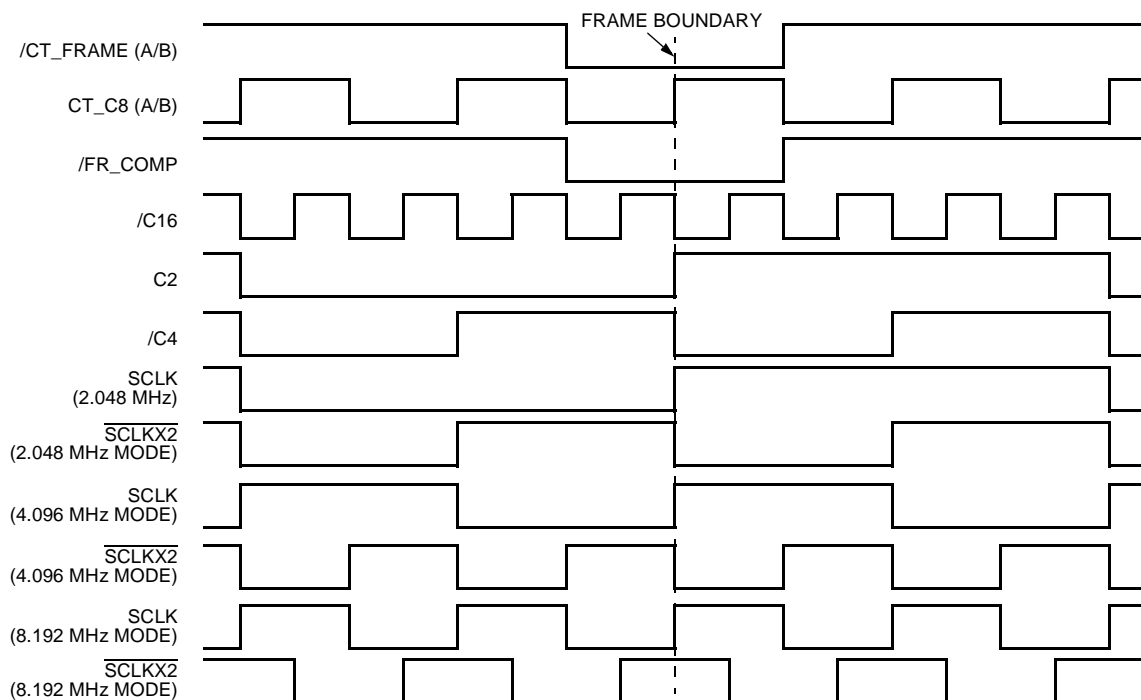 FRAME BOUNDARY
/CT_FRAME (A/B)
CT_C8 (A/B)
/FR_COMP
/C16
C2
/C4
SCLK
(2.048 MHz)
SCLKX2
(2.048 MHz MODE)
SCLK
(4.096 MHz MODE)
SCLKX2
(4.096 MHz MODE)
SCLK
(8.192 MHz MODE)
SCLKX2
(8.192 MHz MODE)